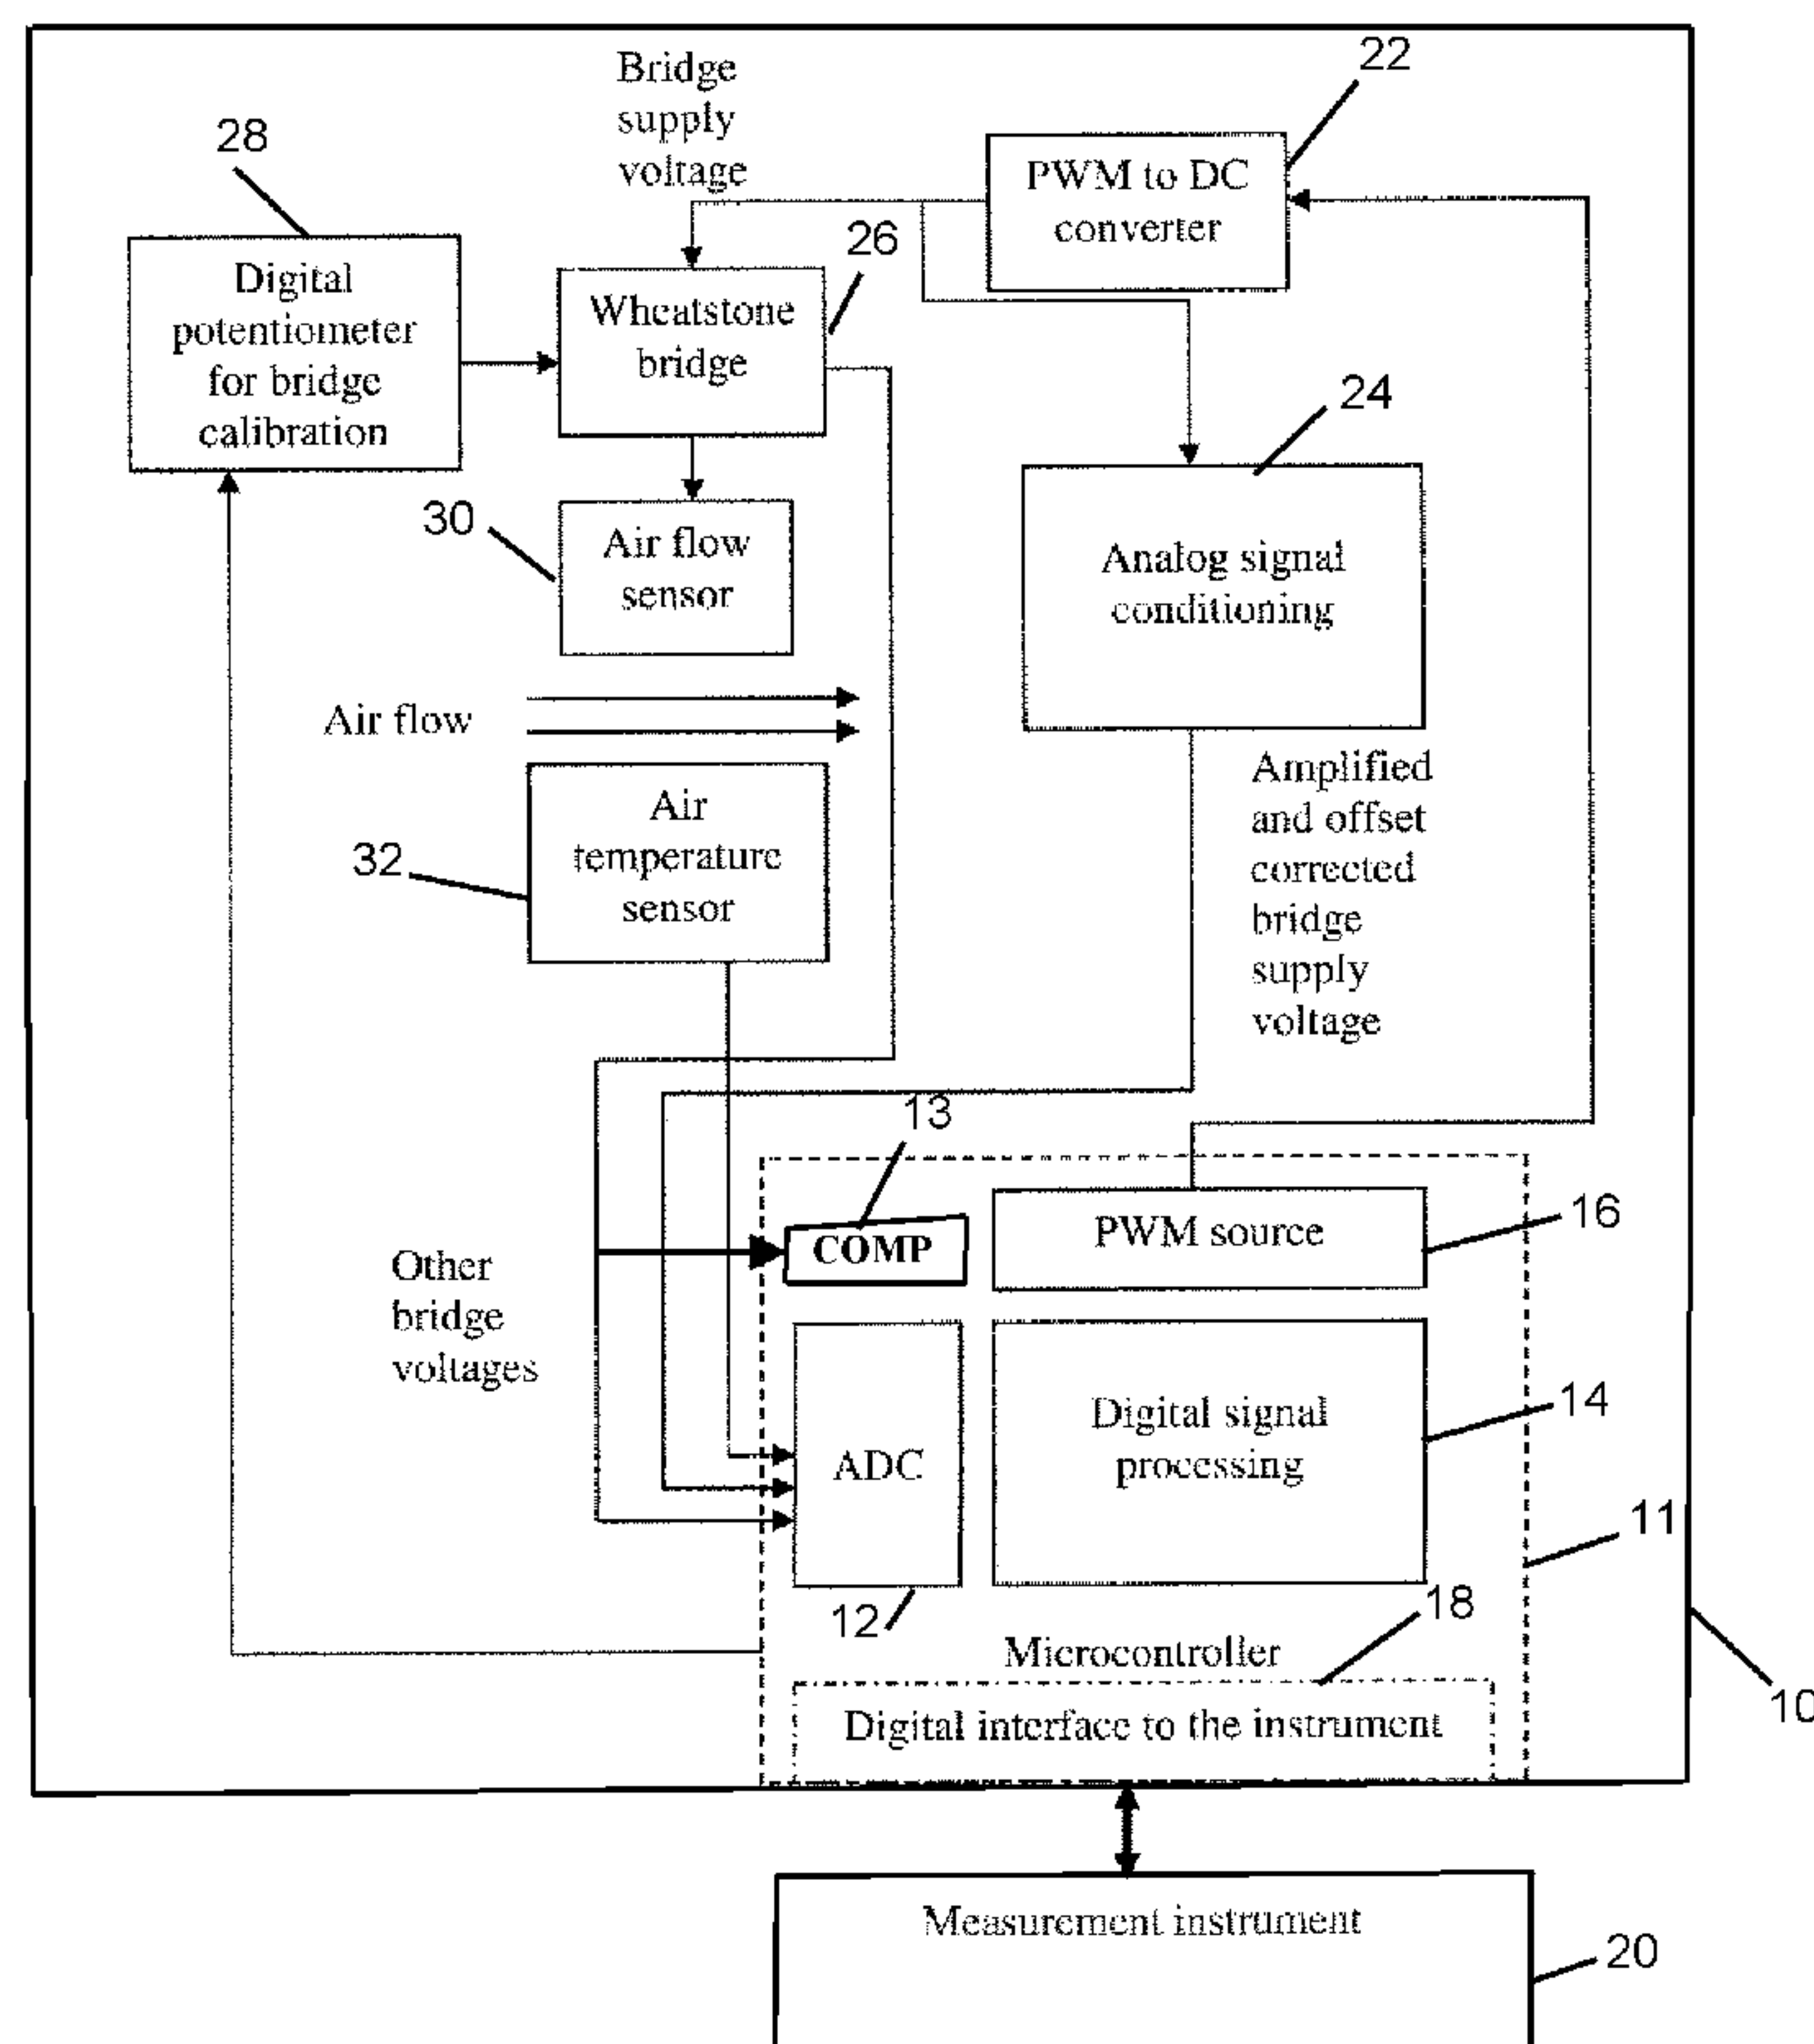 22
Bridge
supply
voltage
28
PWM to DC
converter
26
Digital
potentiometer
for bridge
calibration
Wheatstone
bridge
24
30
Air flow
sensor
Analog signal
conditioning
Air flow
Amplified
and offset
corrected
bridge
supply
voltage
32
Air
temperature
sensor
13
COMP
PWM source
16
Other
bridge
voltages
ADC
Digital signal
processing
14
11
12
18
Microcontroller
10
Digital interface to the instrument
Measurement instrument
20